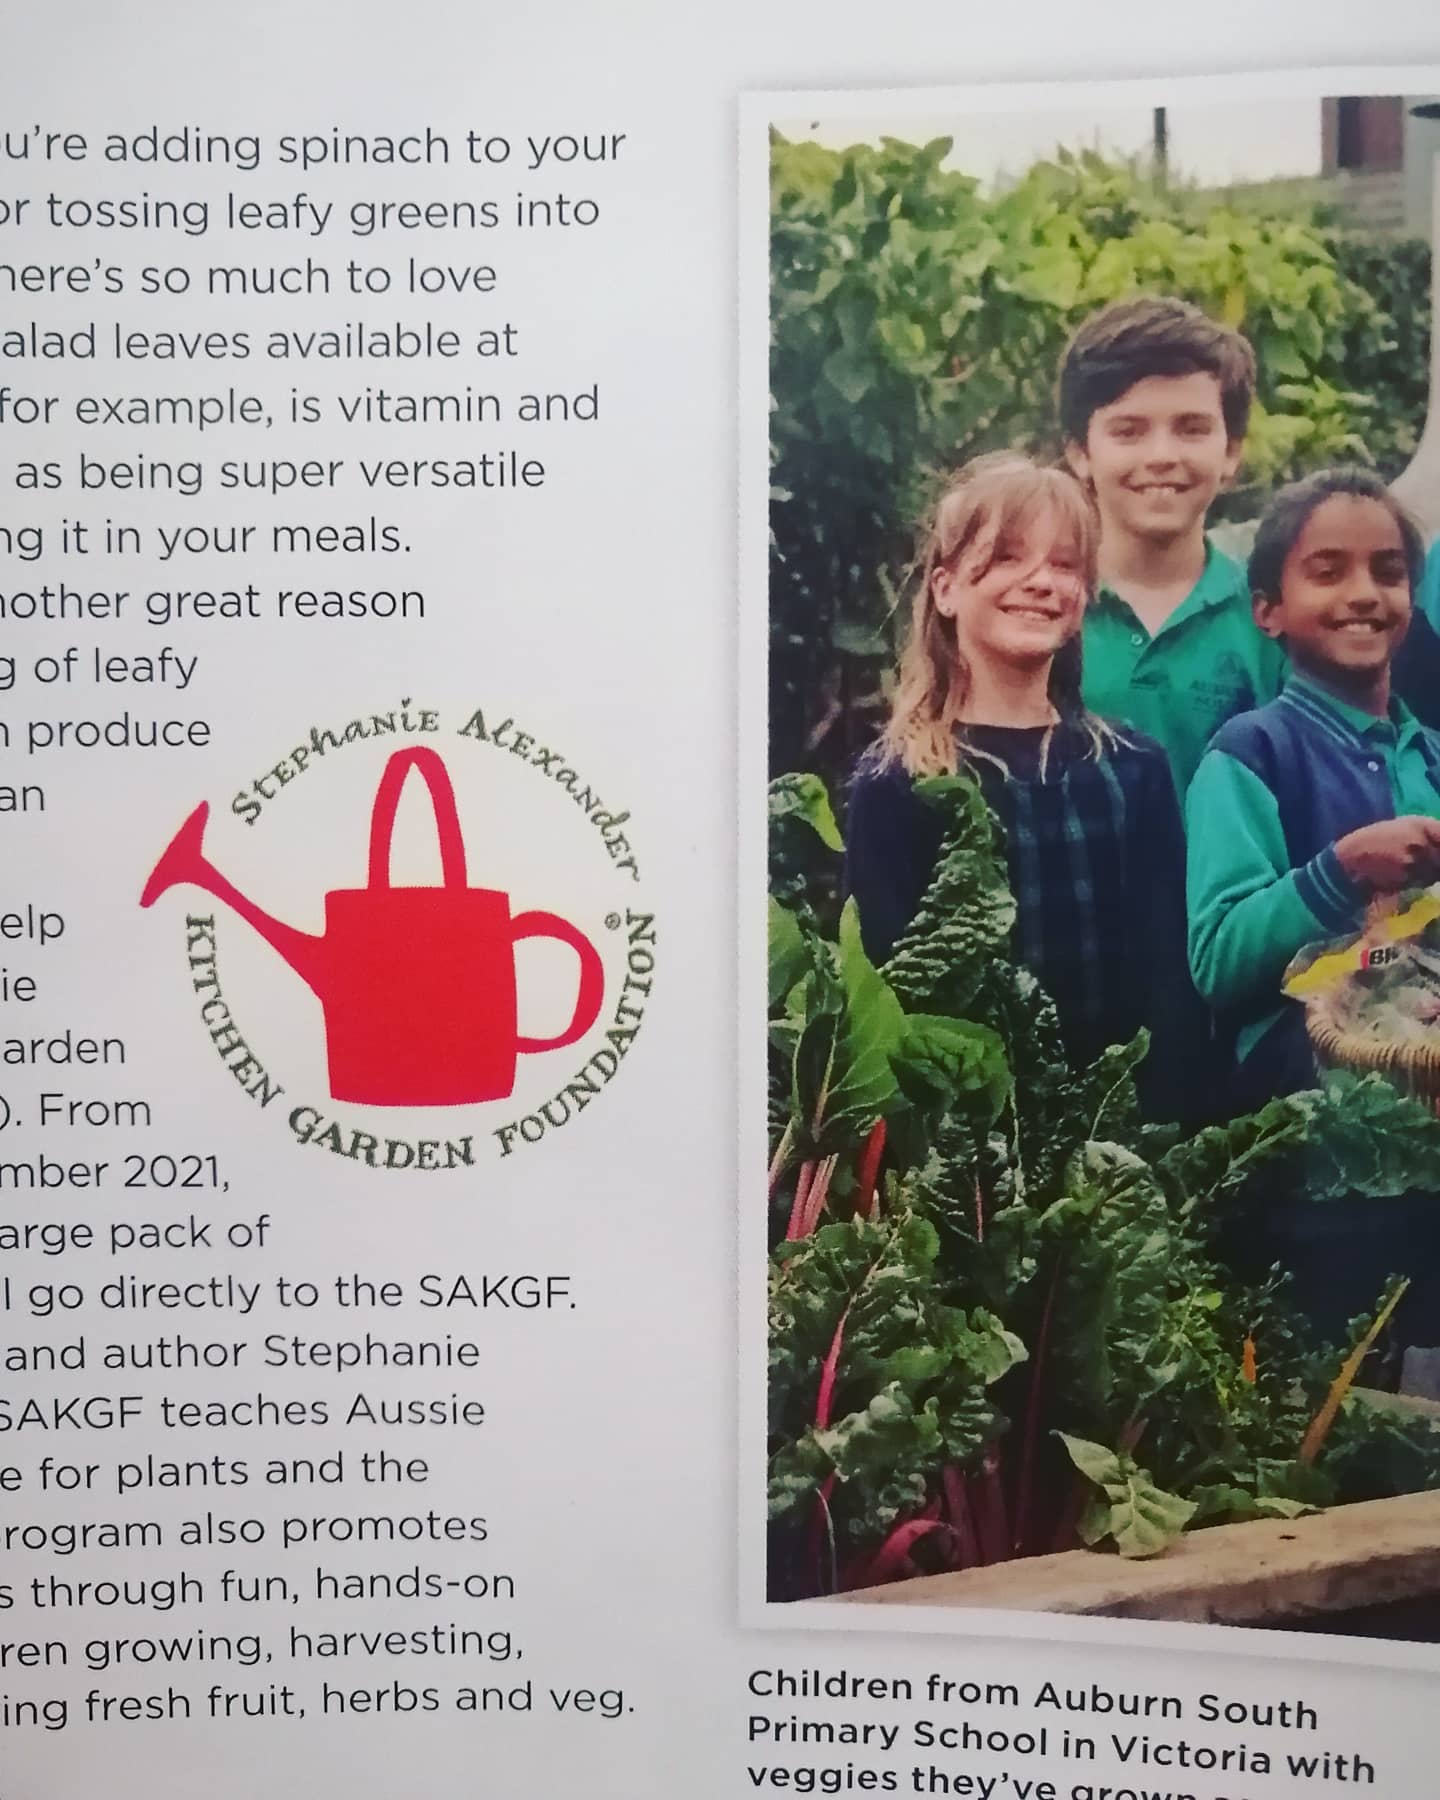 u're adding spinach to your
or tossing leafy greens into
here's so much to love
alad leaves available at
for example, is vitamin and
as being super versatile
ng it in your meals.
nother great reason
g of leafy
n produce
an
elp
ie
arden
). From
mber 2021,
arge pack of
l go directly to the SAKGF.
and author Stephanie
SAKGF teaches Aussie
e for plants and the
rogram also promotes
s through fun, hands-on
ren growing, harvesting,
ing fresh fruit, herbs and veg.
Stephanie Alexander
KITCHEN GARDEN FOUNDATION ®
Children from Auburn South
Primary School in Victoria with
veggies they've grown